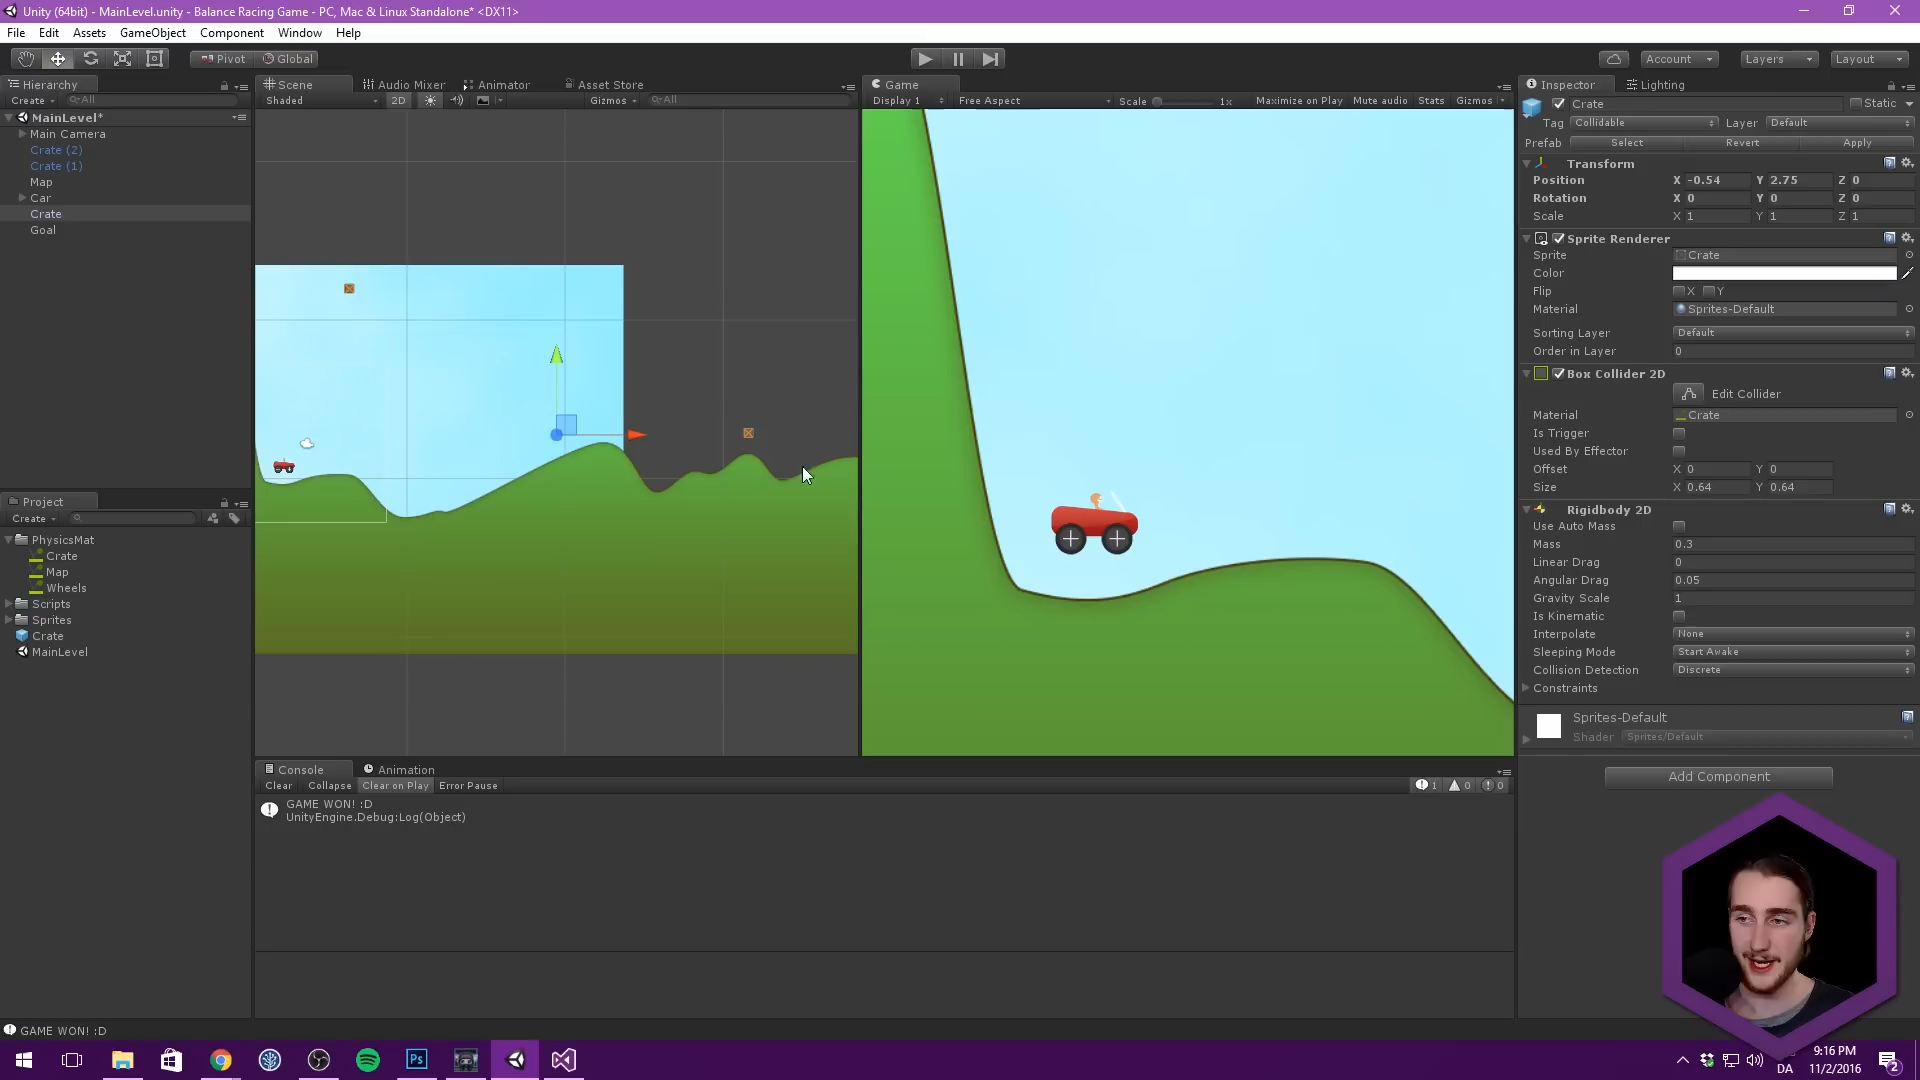 Unity (64bit) - MainLevel.unity - Balance Racing Game - PC, Mac & Linux Standalone* <DX11>
File Edit Assets GameObject Component Window Help
Pivot Global Account Layers Layout
Hierarchy
Create All
MainLevel*
Main Camera
Crate (2)
Crate (1)
Map
Car
Crate
Goal
Project
Create
PhysicsMat
Crate
Map
Wheels
Scripts
Sprites
Crate
MainLevel
Scene Audio Mixer Animator Asset Store
Shaded 2D Gizmos All
Game
Display 1 Free Aspect Scale 1x Maximize on Play Mute audio Stats Gizmos
Console Animation
Clear Collapse Clear on Play Error Pause 1 0 0
GAME WON! :D
UnityEngine.Debug:Log(Object)
Inspector Lighting
Crate Static
Tag Collidable Layer Default
Prefab Select Revert Apply
Transform
Position X -0.54 Y 2.75 Z 0
Rotation X 0 Y 0 Z 0
Scale X 1 Y 1 Z 1
Sprite Renderer
Sprite Crate
Color
Flip X Y
Material Sprites-Default
Sorting Layer Default
Order in Layer 0
Box Collider 2D
Edit Collider
Material Crate
Is Trigger
Used By Effector
Offset X 0 Y 0
Size X 0.64 Y 0.64
Rigidbody 2D
Use Auto Mass
Mass 0.3
Linear Drag 0
Angular Drag 0.05
Gravity Scale 1
Is Kinematic
Interpolate None
Sleeping Mode Start Awake
Collision Detection Discrete
Constraints
Sprites-Default
Shader Sprites/Default
Add Component
GAME WON! :D
Ps
DA
9:16 PM
11/2/2016
2